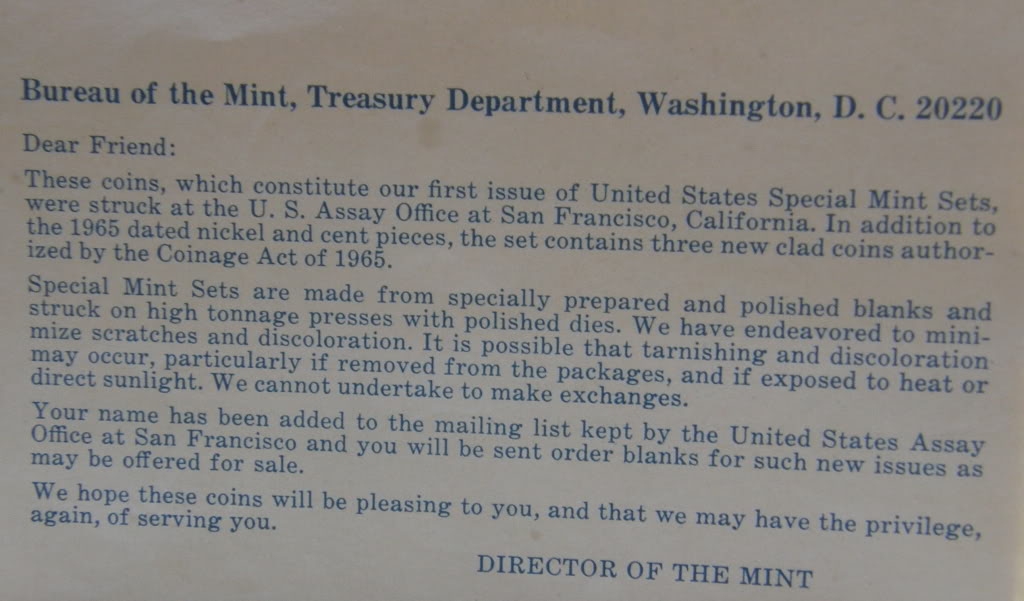 Bureau of the Mint, Treasury Department, Washington, D. C. 20220
Dear Friend:
These coins, which constitute our first issue of United States Special Mint Sets,
were struck at the U. S. Assay Office at San Francisco, California. In addition to
the 1965 dated nickel and cent pieces, the set contains three new clad coins author-
ized by the Coinage Act of 1965.
Special Mint Sets are made from specially prepared and polished blanks and
struck on high tonnage presses with polished dies. We have endeavored to mini-
mize scratches and discoloration. It is possible that tarnishing and discoloration
may occur, particularly if removed from the packages, and if exposed to heat or
direct sunlight. We cannot undertake to make exchanges.
Your name has been added to the mailing list kept by the United States Assay
Office at San Francisco and you will be sent order blanks for such new issues as
may be offered for sale.
We hope these coins will be pleasing to you, and that we may have the privilege,
again, of serving you.
DIRECTOR OF THE MINT